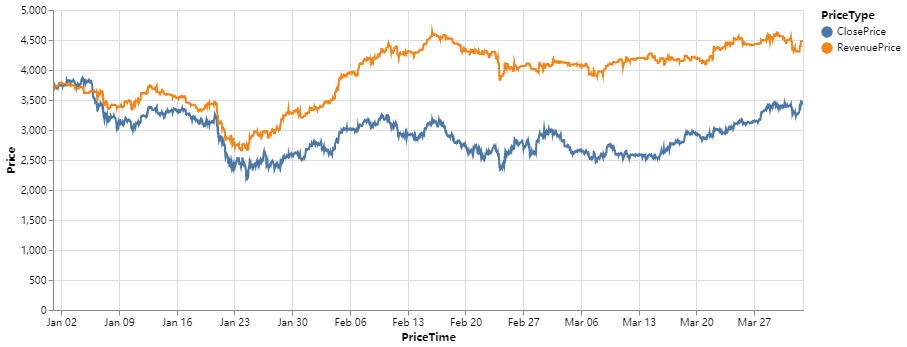 5,000
4,500
4,000
3,500
3,000
2,500
2,000
1,500
1,000
500
0
Price
Jan 02 Jan 09 Jan 16 Jan 23 Jan 30 Feb 06 Feb 13 Feb 20 Feb 27 Mar 06 Mar 13 Mar 20 Mar 27
PriceTime
PriceType
ClosePrice
RevenuePrice